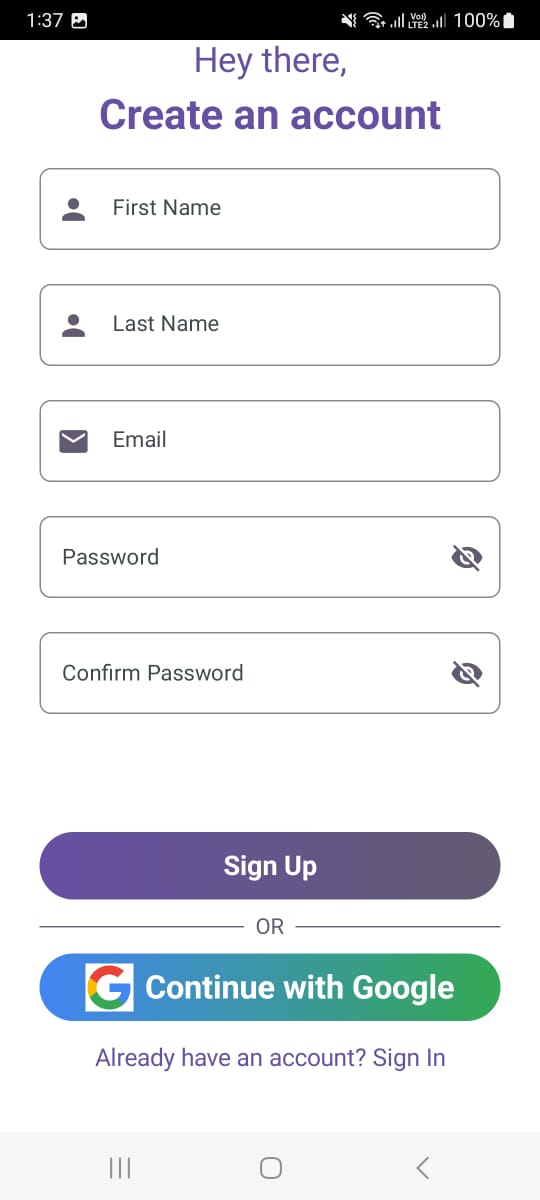 1:37 Vo)) LTE2 100%
Hey there,
Create an account
First Name
Last Name
Email
Password
Confirm Password
Sign Up
OR
G Continue with Google
Already have an account? Sign In